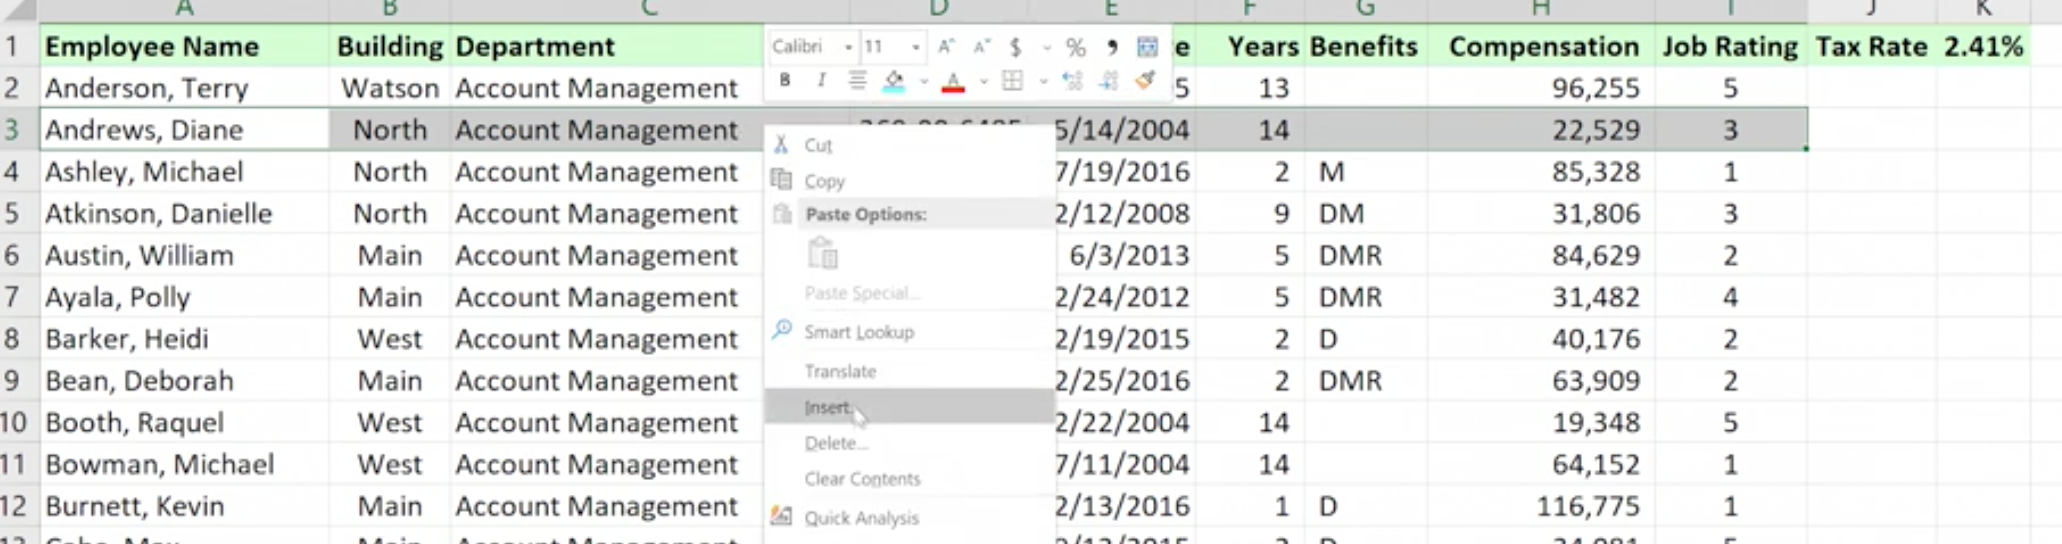 A B C D E F G H I J K
1 Employee Name Building Department e Years Benefits Compensation Job Rating Tax Rate 2.41%
Calibri 11 A A $ % ,
B I A
2 Anderson, Terry Watson Account Management 5 13 96,255 5
3 Andrews, Diane North Account Management 5/14/2004 14 22,529 3
4 Ashley, Michael North Account Management 7/19/2016 2 M 85,328 1
5 Atkinson, Danielle North Account Management 2/12/2008 9 DM 31,806 3
6 Austin, William Main Account Management 6/3/2013 5 DMR 84,629 2
7 Ayala, Polly Main Account Management 2/24/2012 5 DMR 31,482 4
8 Barker, Heidi West Account Management 2/19/2015 2 D 40,176 2
9 Bean, Deborah Main Account Management 2/25/2016 2 DMR 63,909 2
10 Booth, Raquel West Account Management 2/22/2004 14 19,348 5
11 Bowman, Michael West Account Management 7/11/2004 14 64,152 1
12 Burnett, Kevin Main Account Management 2/13/2016 1 D 116,775 1
Cut
Copy
Paste Options:
Paste Special...
Smart Lookup
Translate
Insert...
Delete...
Clear Contents
Quick Analysis